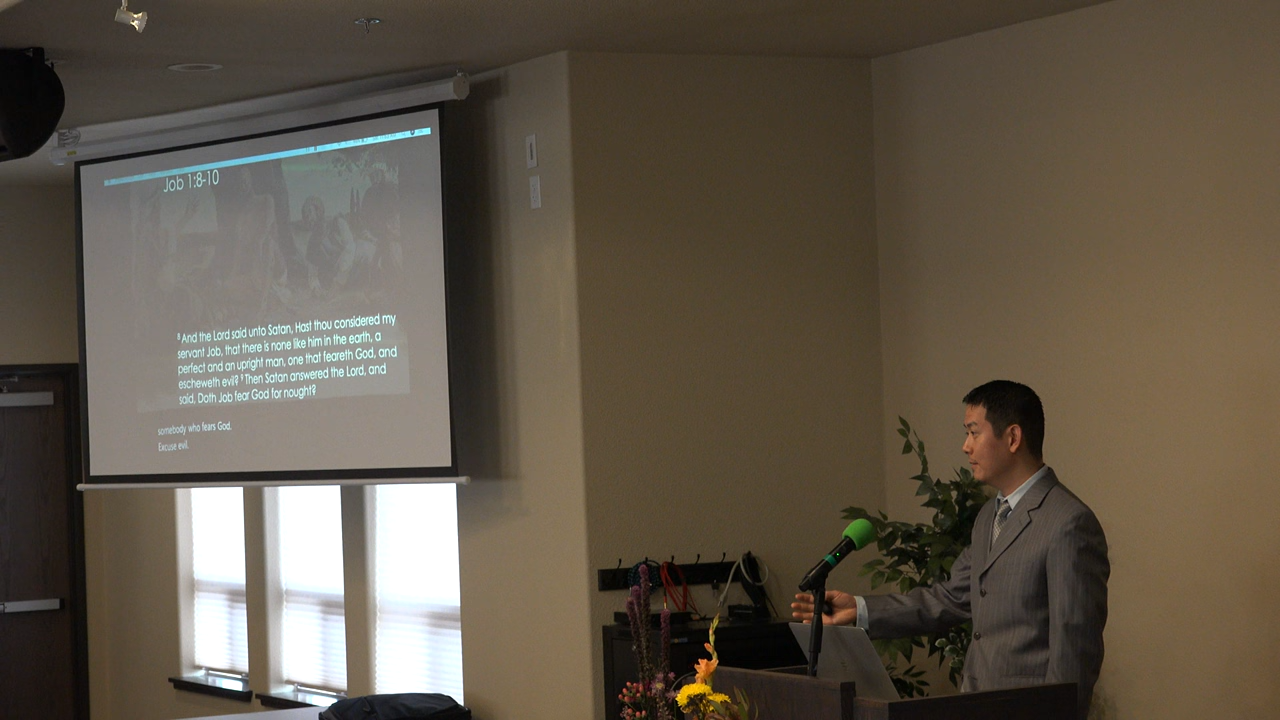 Job 1:8-10
8 And the Lord said unto Satan, Hast thou considered my
servant Job, that there is none like him in the earth, a
perfect and an upright man, one that feareth God, and
escheweth evil? 9 Then Satan answered the Lord, and
said, Doth Job fear God for nought?
somebody who fears God.
Excuse evil.